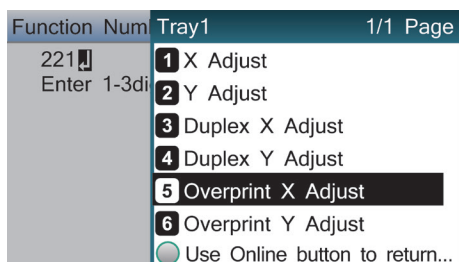 Function Num
221
Enter 1-3di
Tray1 1/1 Page
1 X Adjust
2 Y Adjust
3 Duplex X Adjust
4 Duplex Y Adjust
5 Overprint X Adjust
6 Overprint Y Adjust
Use Online button to return...